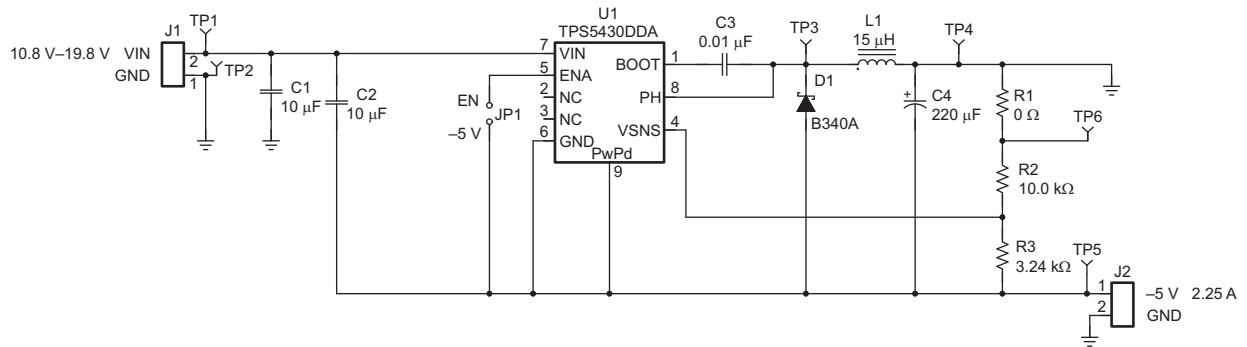 U1
TPS5430DDA
TP1
J1
10.8 V–19.8 V VIN
GND
2
1
TP2
C1
10 µF
C2
10 µF
EN
JP1
–5 V
7 VIN
5 ENA
2 NC
3 NC
6 GND
BOOT 1
PH 8
VSNS 4
PwPd
9
C3
0.01 µF
TP3
D1
B340A
L1
15 µH
TP4
+
C4
220 µF
R1
0 Ω
TP6
R2
10.0 kΩ
R3
3.24 kΩ
TP5
J2
1
2
–5 V 2.25 A
GND